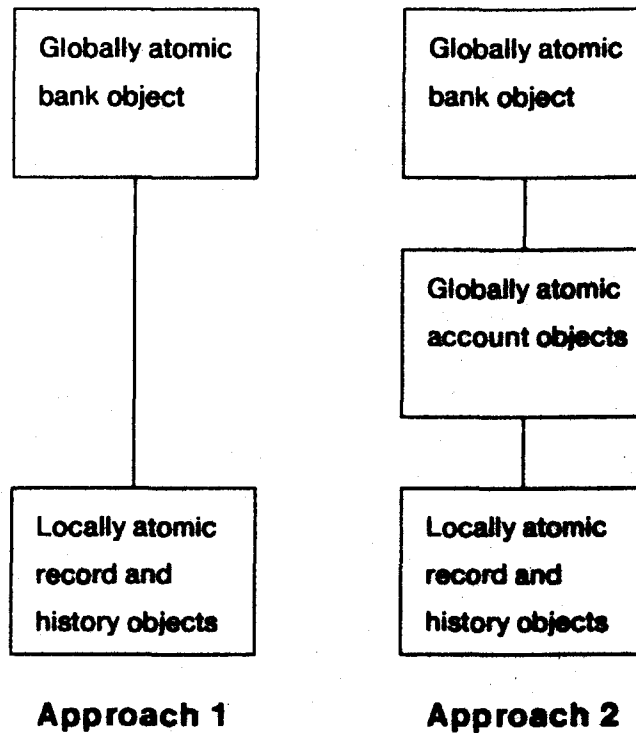 Globally atomic
bank object
Locally atomic
record and
history objects
Approach 1
Globally atomic
bank object
Globally atomic
account objects
Locally atomic
record and
history objects
Approach 2